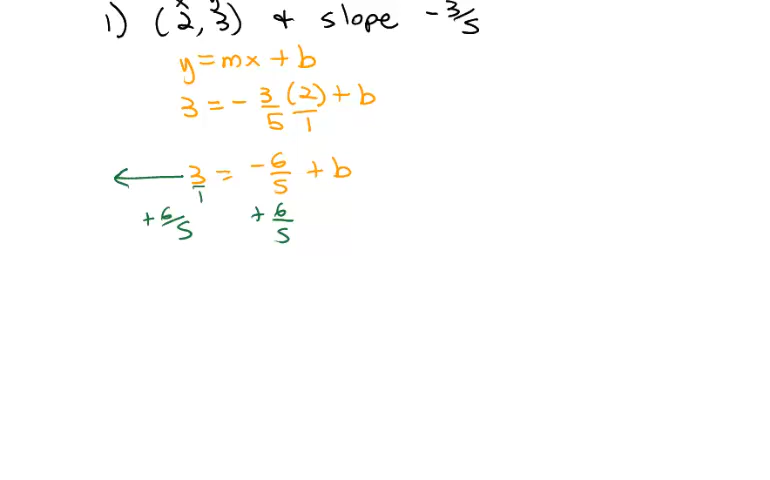 1) (2, 3) + slope -3/5
y = mx + b
3 = - 3/5 (2)/1 + b
3/1 = -6/5 + b
+6/5 +6/5